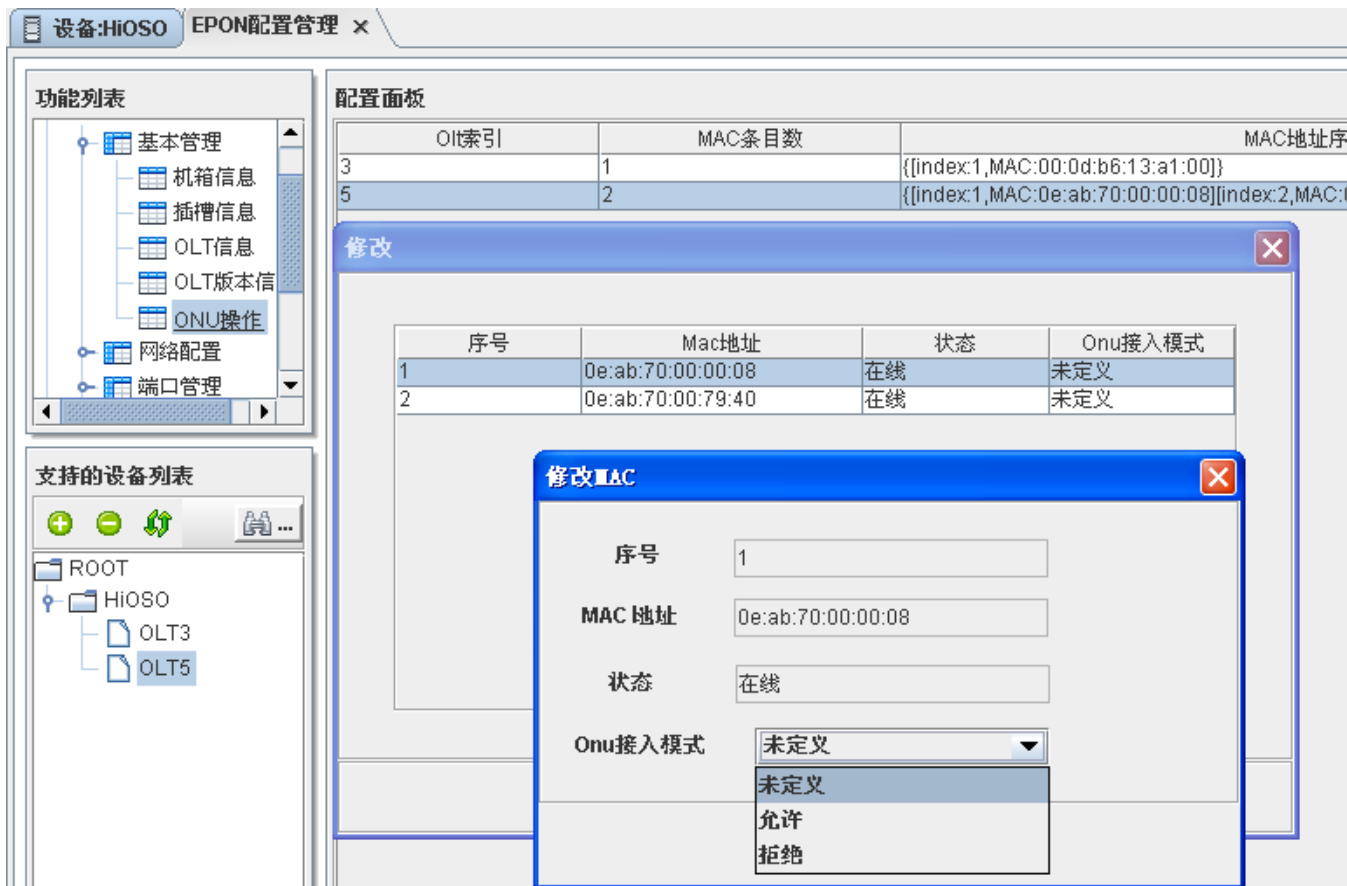 设备:HiOSO EPON配置管理
功能列表
基本管理
机箱信息
插槽信息
OLT信息
OLT版本信
ONU操作
网络配置
端口管理
支持的设备列表
...
ROOT
HiOSO
OLT3
OLT5
配置面板
Olt索引 MAC条目数 MAC地址序
3 1 {[index:1,MAC:00:0d:b6:13:a1:00]}
5 2 {[index:1,MAC:0e:ab:70:00:00:08][index:2,MAC:
修改
序号 Mac地址 状态 Onu接入模式
1 0e:ab:70:00:00:08 在线 未定义
2 0e:ab:70:00:79:40 在线 未定义
修改MAC
序号 1
MAC 地址 0e:ab:70:00:00:08
状态 在线
Onu接入模式 未定义
未定义
允许
拒绝